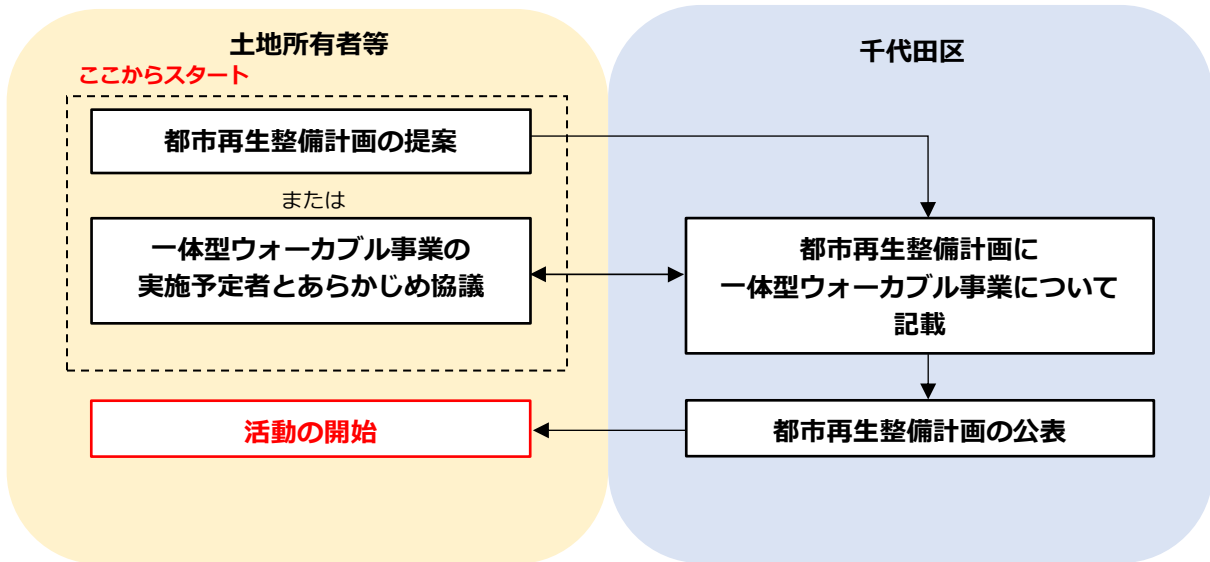 土地所有者等
ここからスタート
都市再生整備計画の提案
または
一体型ウォーカブル事業の
実施予定者とあらかじめ協議
活動の開始
千代田区
都市再生整備計画に
一体型ウォーカブル事業について
記載
都市再生整備計画の公表